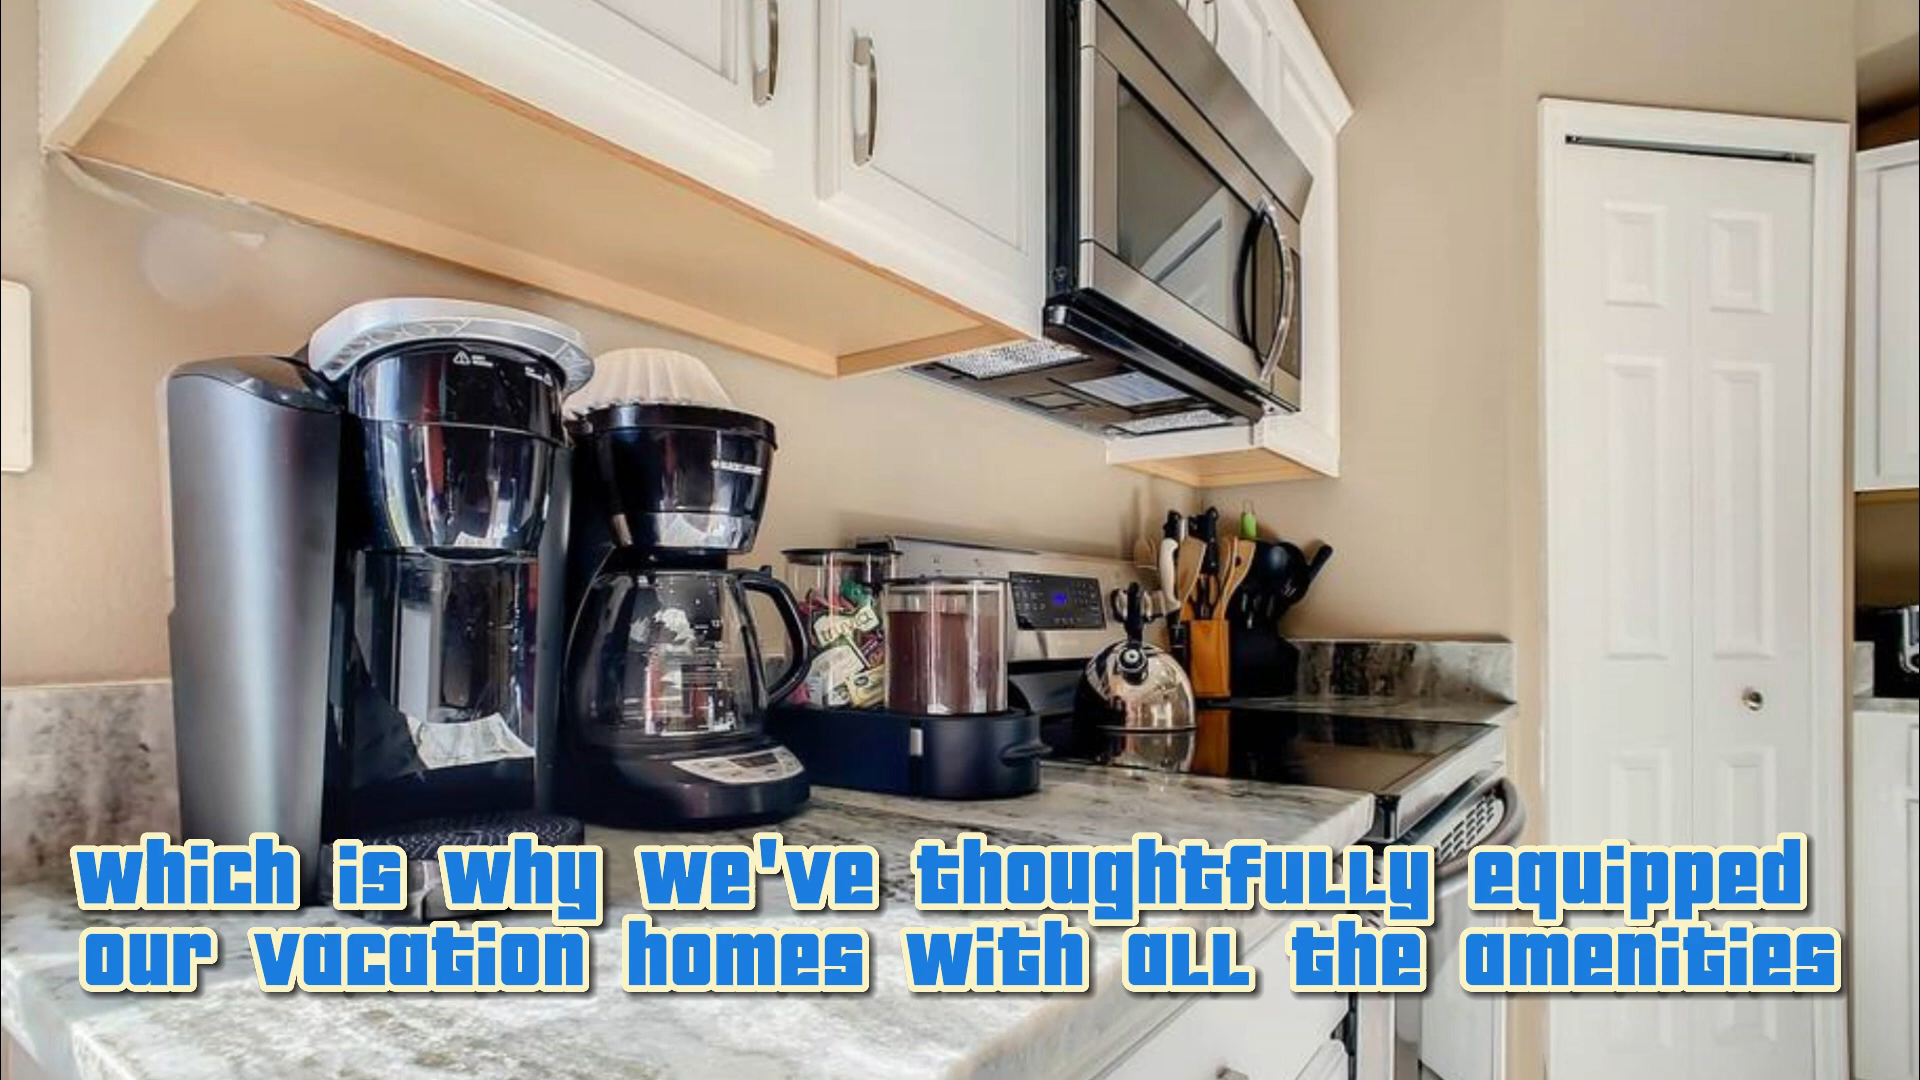 which is why we've thoughtfully equipped
our vacation homes with all the amenities